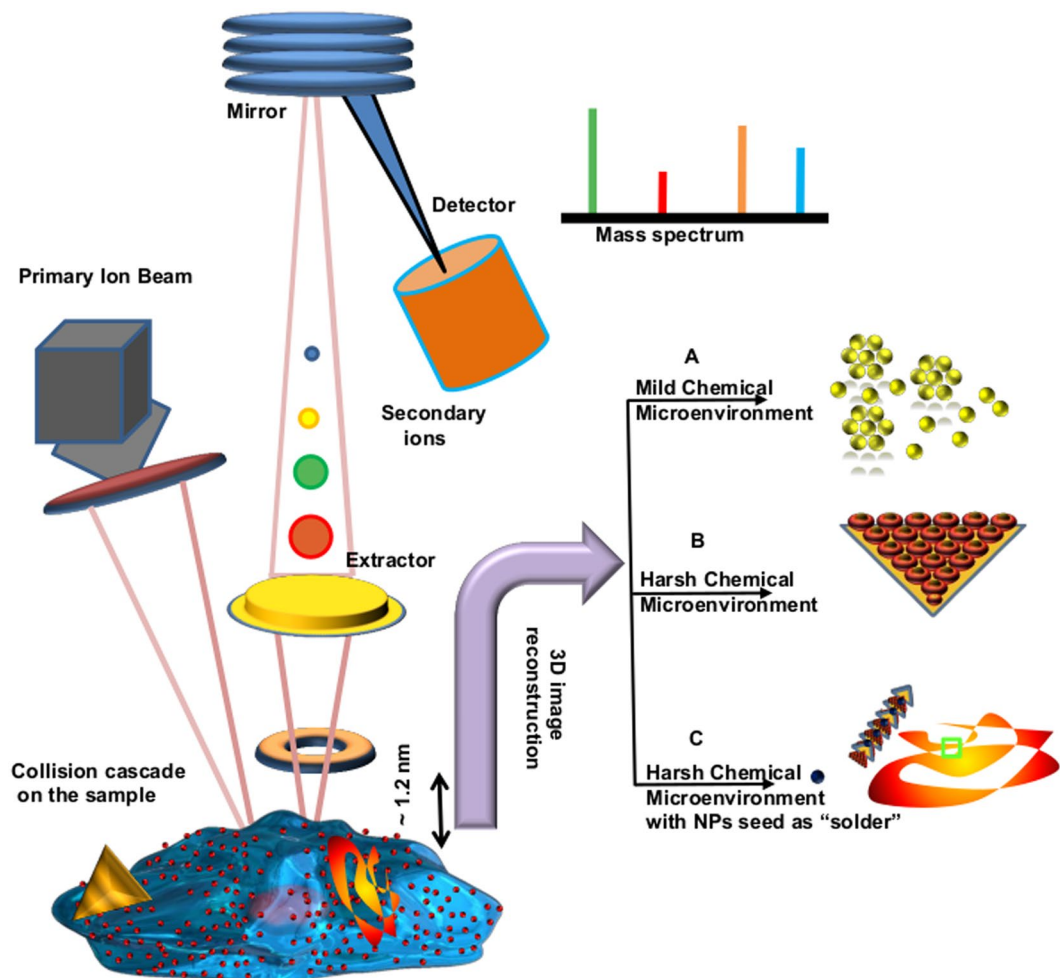 Mirror
Detector
Mass spectrum
Primary Ion Beam
Secondary
ions
Extractor
Collision cascade
on the sample
~ 1.2 nm
3D image
reconstruction
A
Mild Chemical
Microenvironment
B
Harsh Chemical
Microenvironment
C
Harsh Chemical
Microenvironment
with NPs seed as “solder”